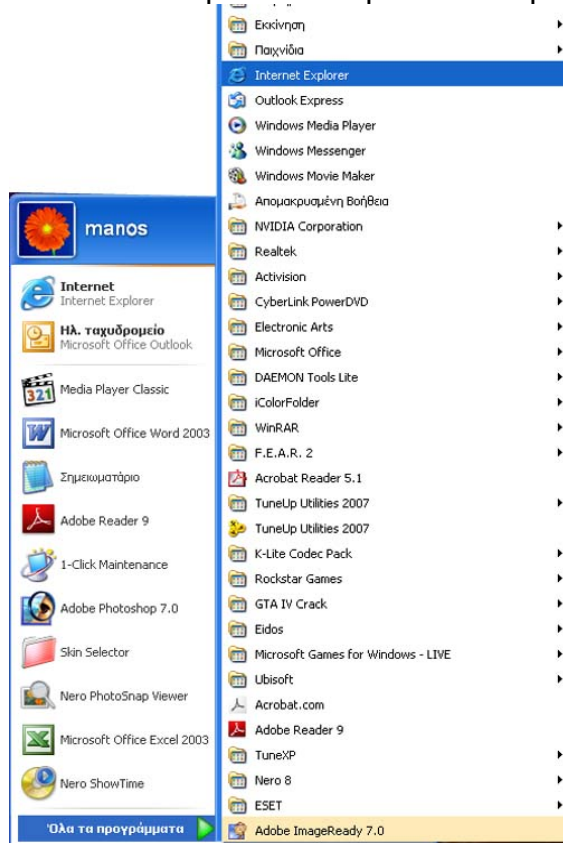 Εκκίνηση
Παιχνίδια
Internet Explorer
Outlook Express
Windows Media Player
Windows Messenger
Windows Movie Maker
Απομακρυσμένη Βοήθεια
NVIDIA Corporation
Realtek
Activision
CyberLink PowerDVD
Electronic Arts
Microsoft Office
DAEMON Tools Lite
iColorFolder
WinRAR
F.E.A.R. 2
Acrobat Reader 5.1
TuneUp Utilities 2007
TuneUp Utilities 2007
K-Lite Codec Pack
Rockstar Games
GTA IV Crack
Eidos
Microsoft Games for Windows - LIVE
Ubisoft
Acrobat.com
Adobe Reader 9
TuneXP
Nero 8
ESET
Adobe ImageReady 7.0
manos
Internet
Internet Explorer
Ηλ. ταχυδρομείο
Microsoft Office Outlook
321
Media Player Classic
Microsoft Office Word 2003
Σημειωματάριο
Adobe Reader 9
1-Click Maintenance
Adobe Photoshop 7.0
Skin Selector
Nero PhotoSnap Viewer
Microsoft Office Excel 2003
Nero ShowTime
Όλα τα προγράμματα